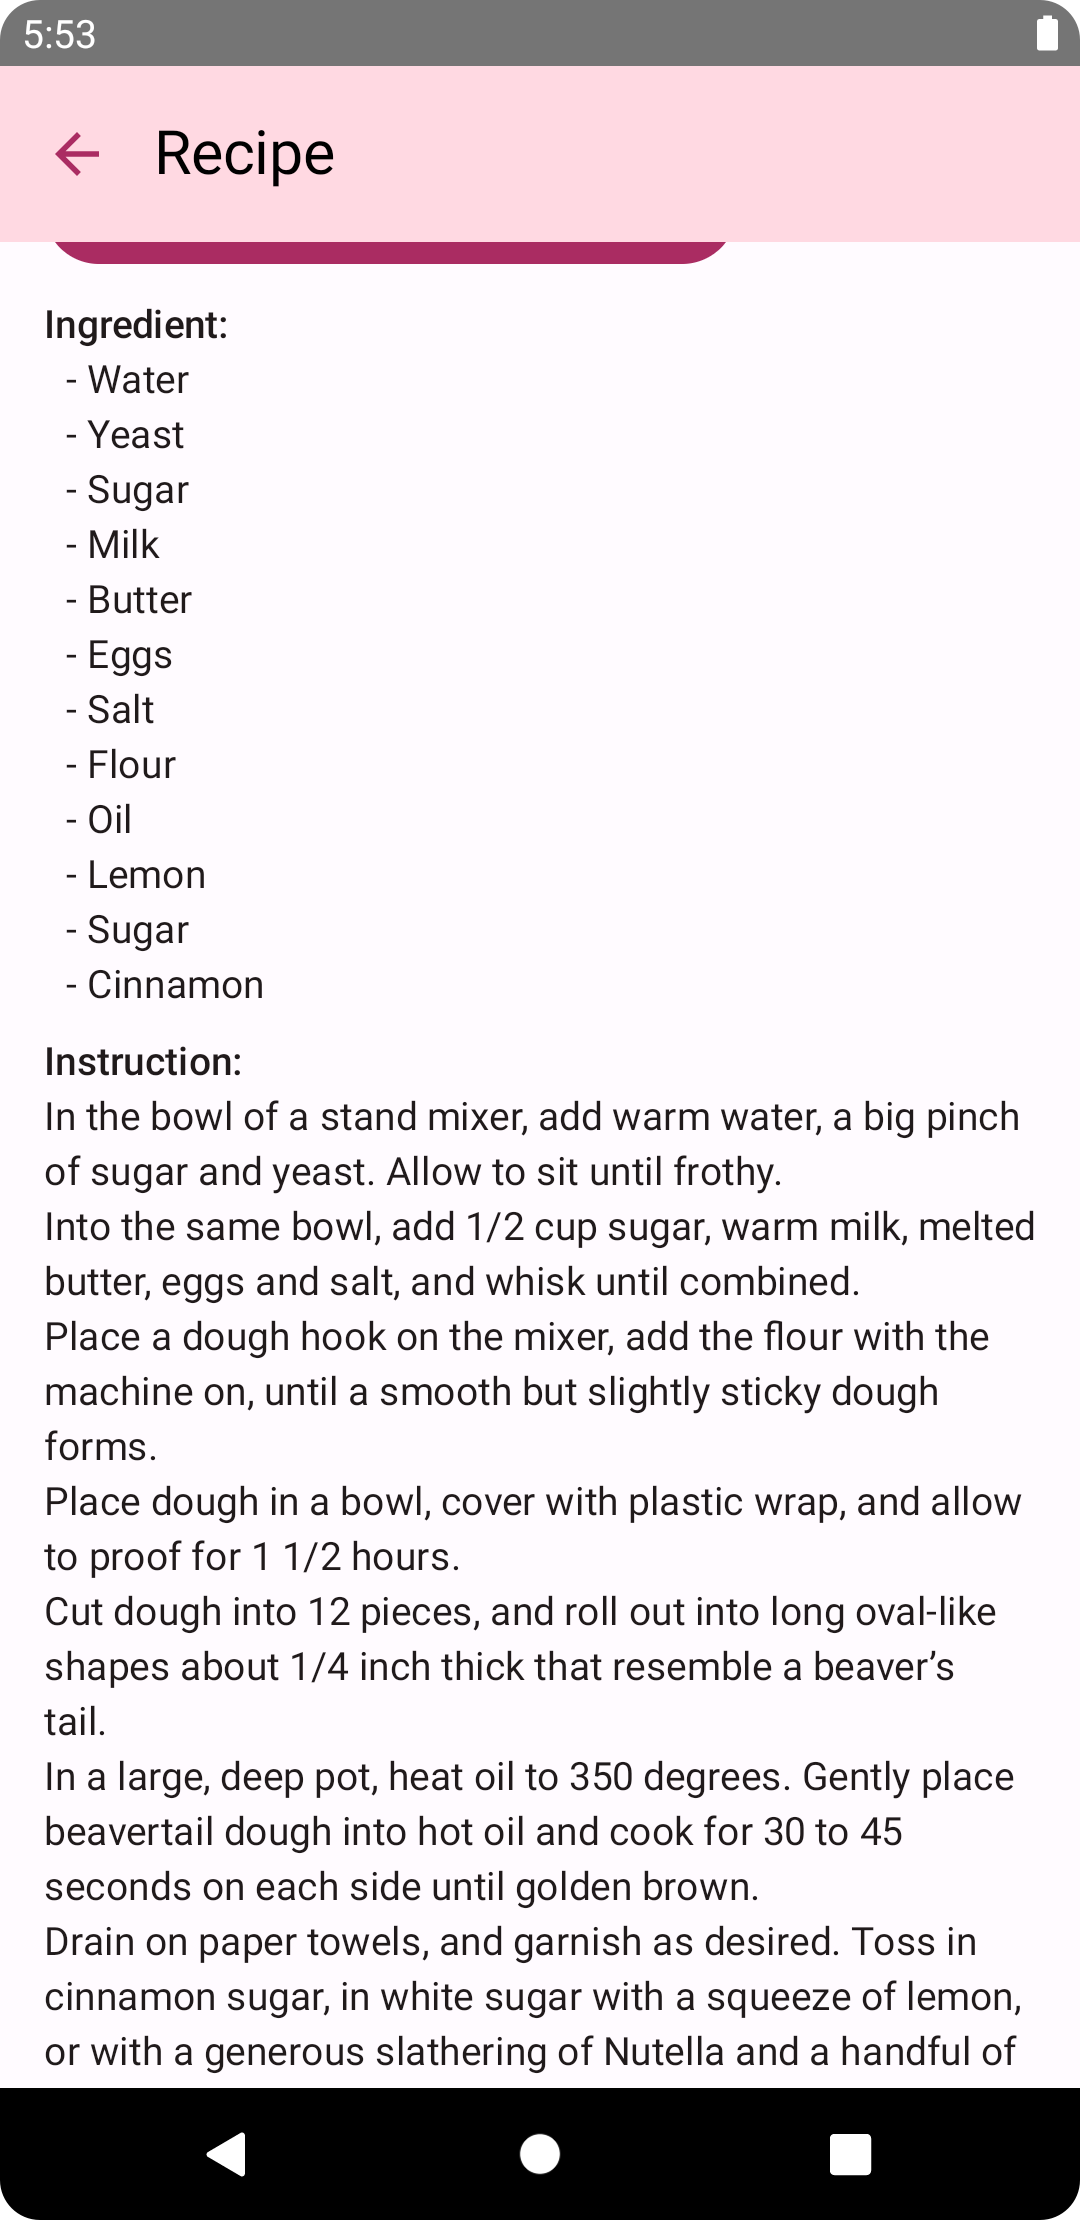 5:53
Recipe
Ingredient:
- Water
- Yeast
- Sugar
- Milk
- Butter
- Eggs
- Salt
- Flour
- Oil
- Lemon
- Sugar
- Cinnamon
Instruction:
In the bowl of a stand mixer, add warm water, a big pinch
of sugar and yeast. Allow to sit until frothy.
Into the same bowl, add 1/2 cup sugar, warm milk, melted
butter, eggs and salt, and whisk until combined.
Place a dough hook on the mixer, add the flour with the
machine on, until a smooth but slightly sticky dough
forms.
Place dough in a bowl, cover with plastic wrap, and allow
to proof for 1 1/2 hours.
Cut dough into 12 pieces, and roll out into long oval-like
shapes about 1/4 inch thick that resemble a beaver’s
tail.
In a large, deep pot, heat oil to 350 degrees. Gently place
beavertail dough into hot oil and cook for 30 to 45
seconds on each side until golden brown.
Drain on paper towels, and garnish as desired. Toss in
cinnamon sugar, in white sugar with a squeeze of lemon,
or with a generous slathering of Nutella and a handful of